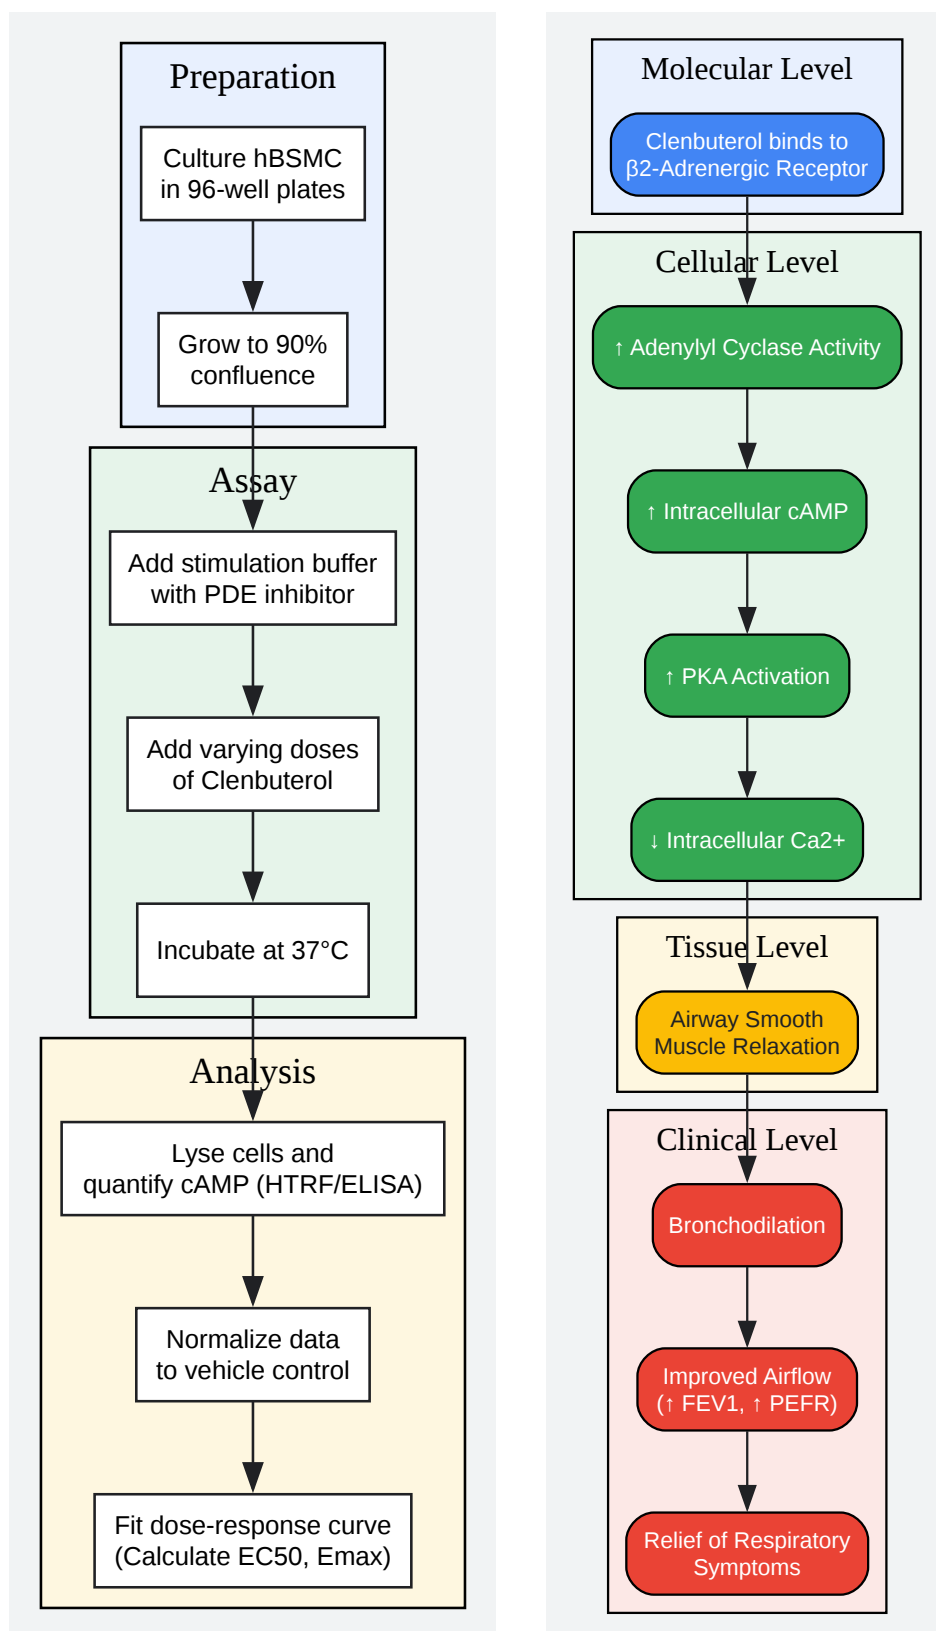 Preparation
Culture hBSMC
in 96-well plates
Grow to 90%
confluence
Assay
Add stimulation buffer
with PDE inhibitor
Add varying doses
of Clenbuterol
Incubate at 37°C
Analysis
Lyse cells and
quantify cAMP (HTRF/ELISA)
Normalize data
to vehicle control
Fit dose-response curve
(Calculate EC50, Emax)
Molecular Level
Clenbuterol binds to
β2-Adrenergic Receptor
Cellular Level
↑ Adenylyl Cyclase Activity
↑ Intracellular cAMP
↑ PKA Activation
↓ Intracellular Ca2+
Tissue Level
Airway Smooth
Muscle Relaxation
Clinical Level
Bronchodilation
Improved Airflow
(↑ FEV1, ↑ PEFR)
Relief of Respiratory
Symptoms